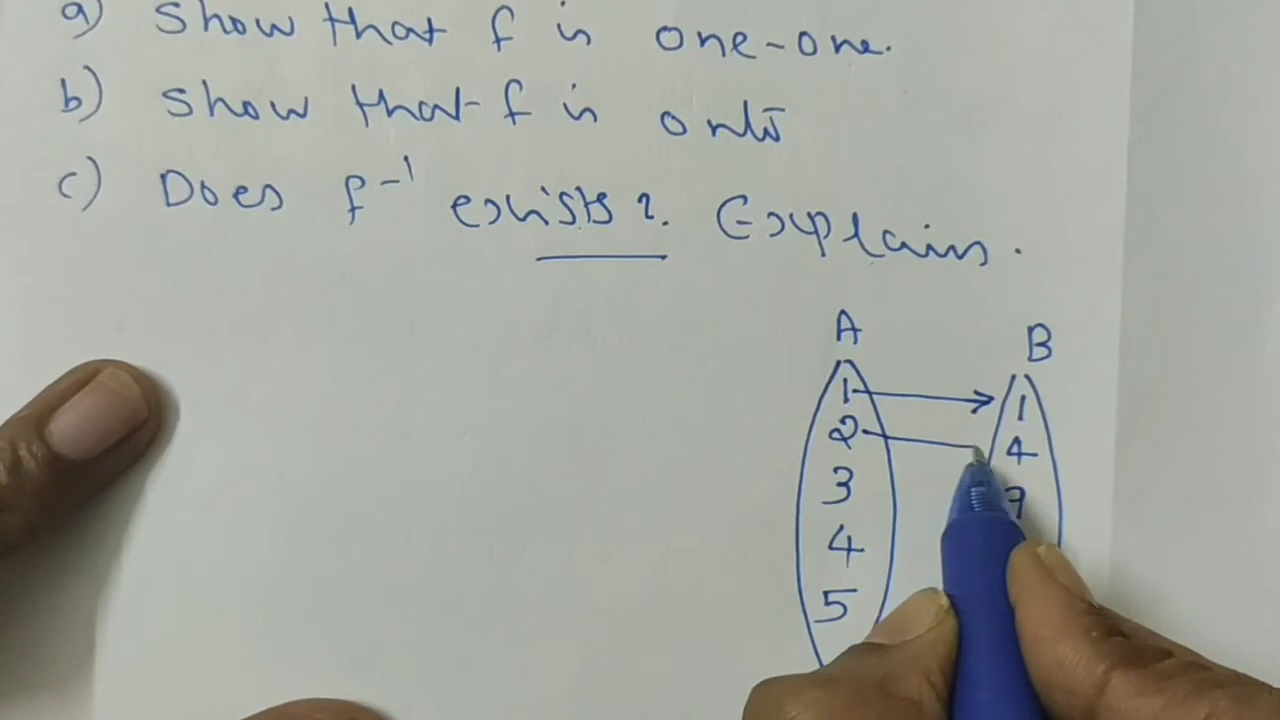 a) Show that f is one-one.
b) Show that f is onto
c) Does f⁻¹ exists?. Explain.
A B
1 1
2 4
3 7
4
5